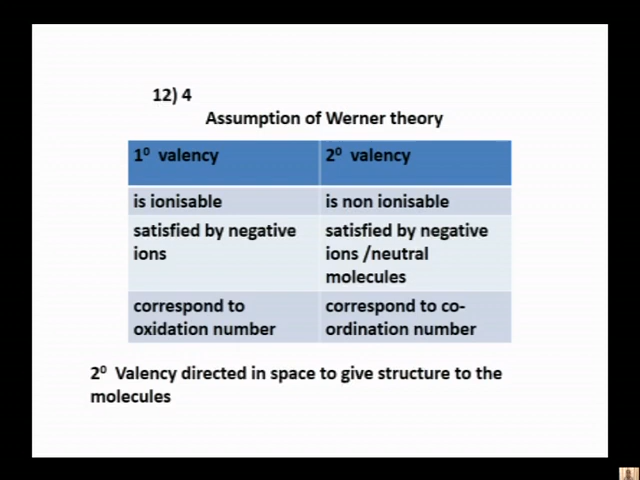 12) 4
Assumption of Werner theory
1⁰ valency
2⁰ valency
is ionisable
is non ionisable
satisfied by negative
ions
satisfied by negative
ions /neutral
molecules
correspond to
oxidation number
correspond to co-
ordination number
2⁰ Valency directed in space to give structure to the
molecules